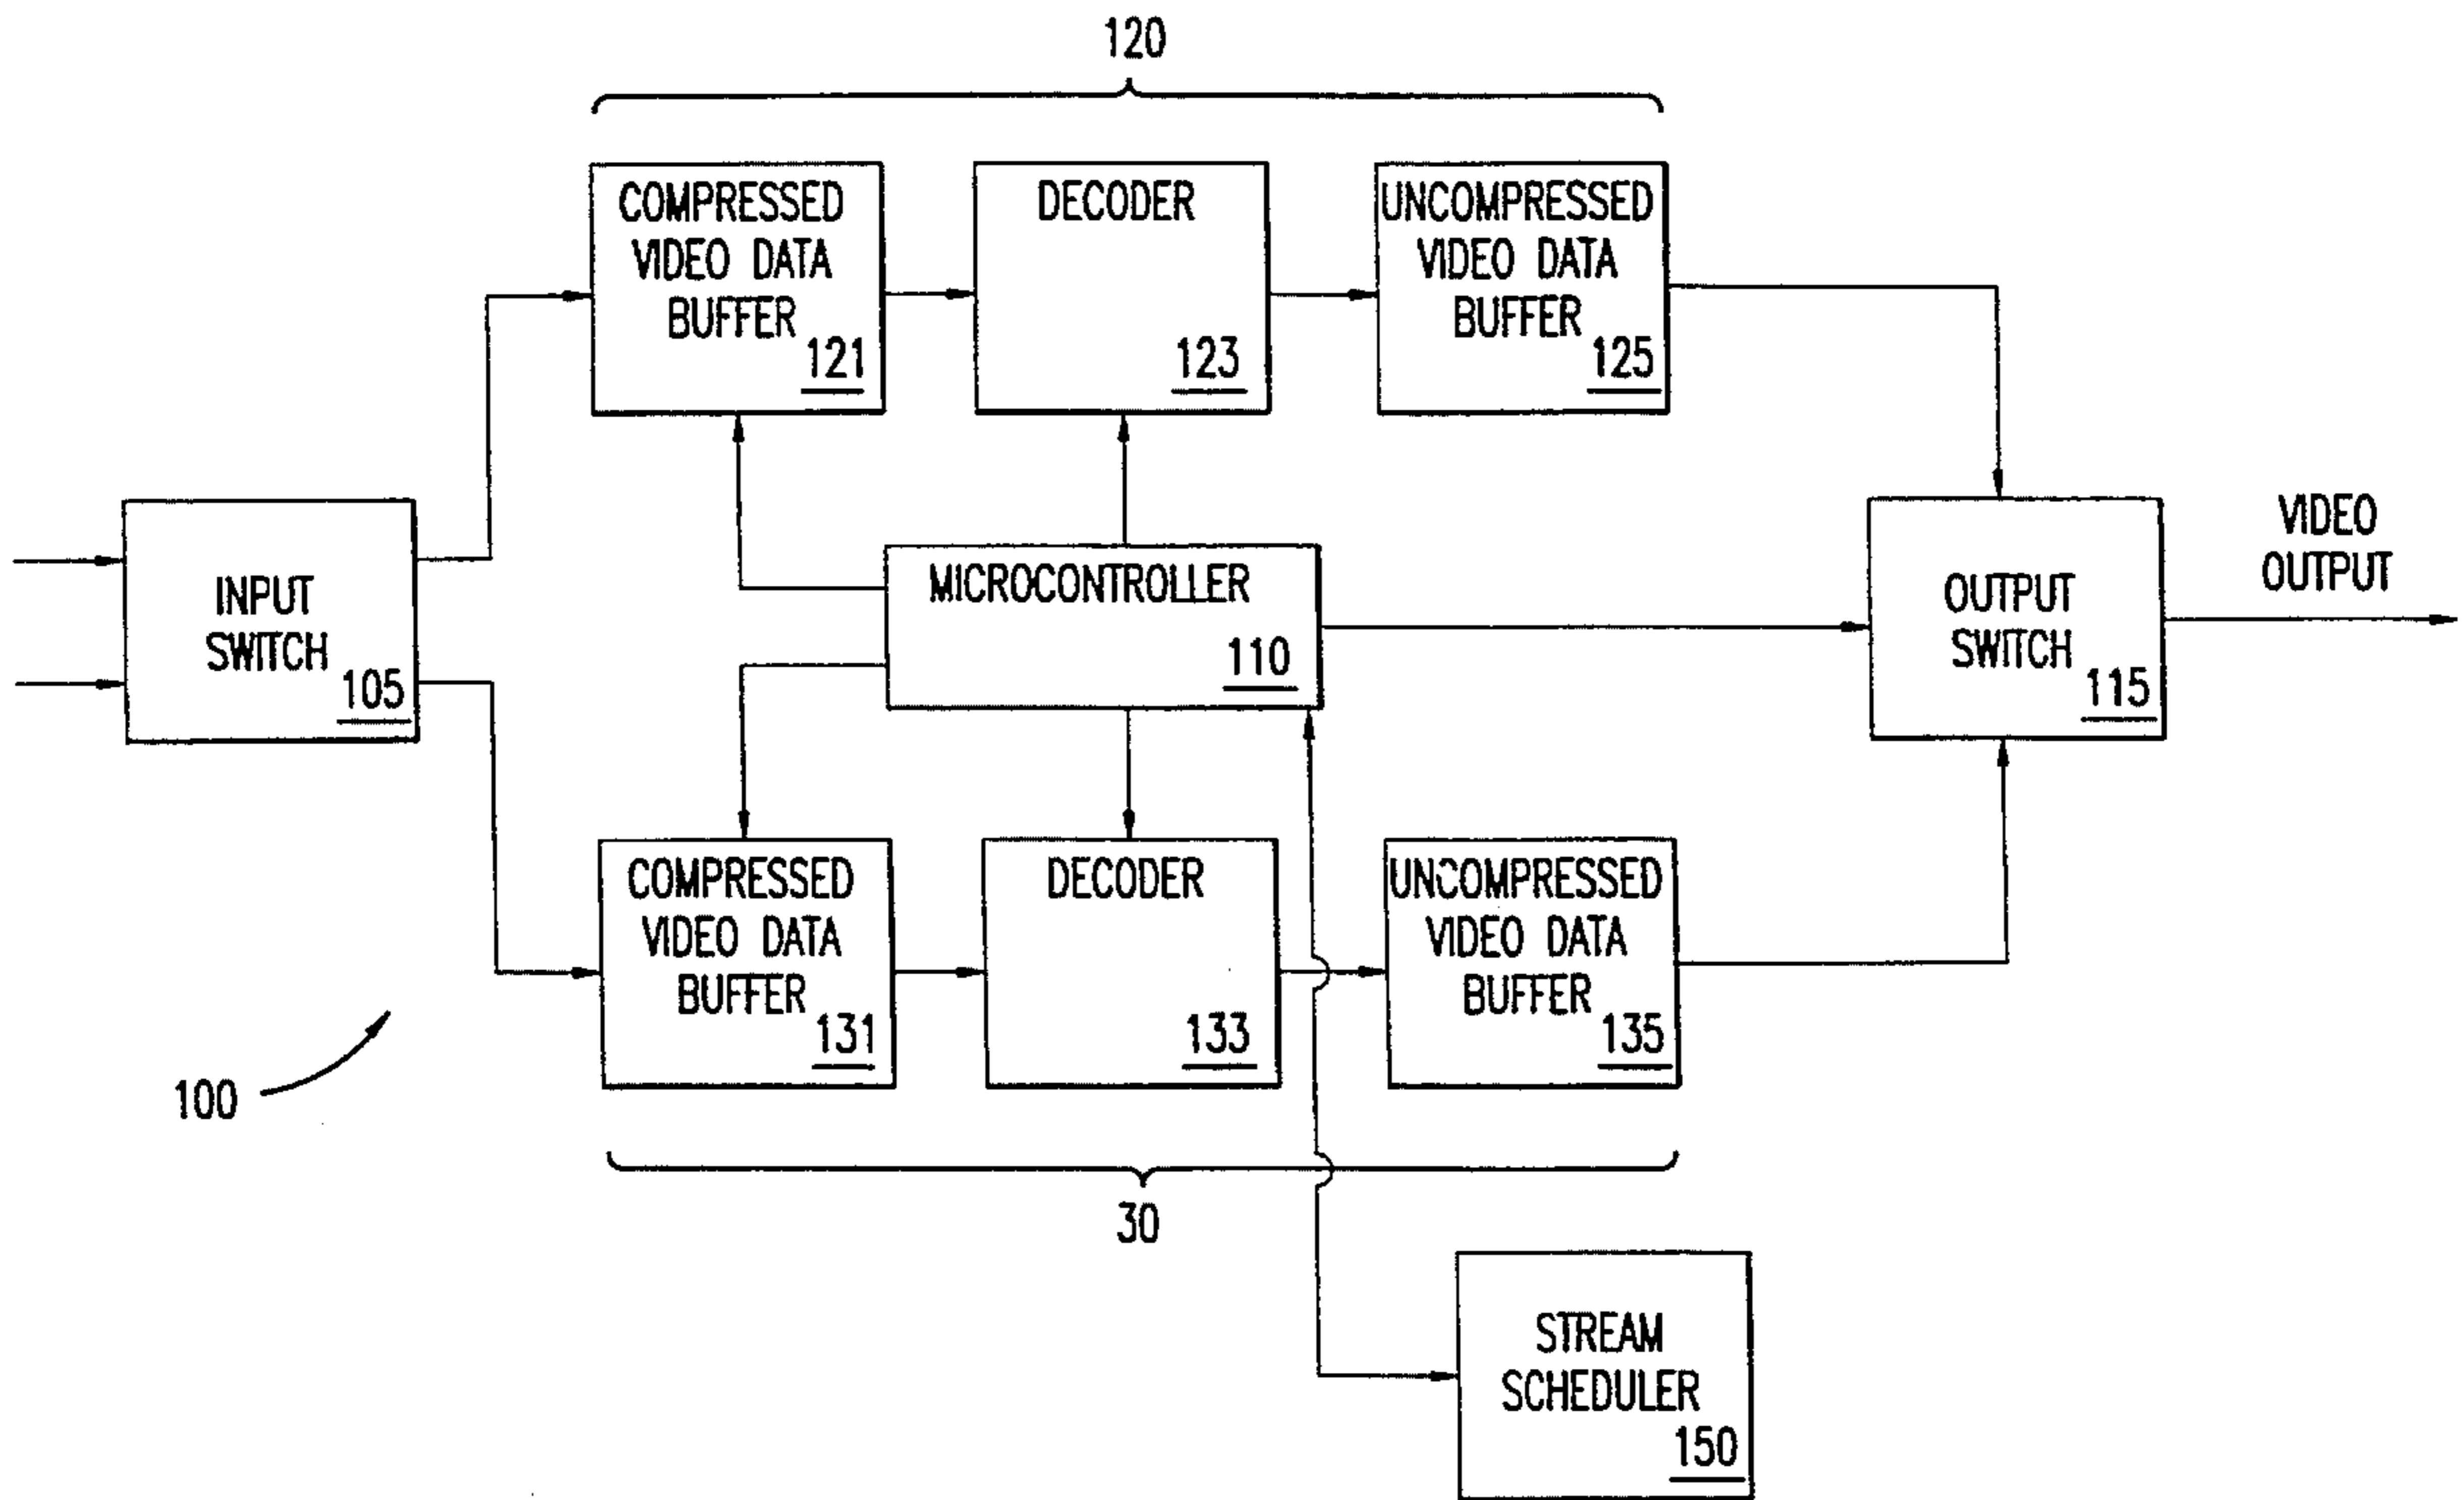 120
COMPRESSED
VIDEO DATA
BUFFER
121
DECODER
123
UNCOMPRESSED
VIDEO DATA
BUFFER
125
INPUT
SWITCH
105
MICROCONTROLLER
110
OUTPUT
SWITCH
115
VIDEO
OUTPUT
COMPRESSED
VIDEO DATA
BUFFER
131
DECODER
133
UNCOMPRESSED
VIDEO DATA
BUFFER
135
100
30
STREAM
SCHEDULER
150